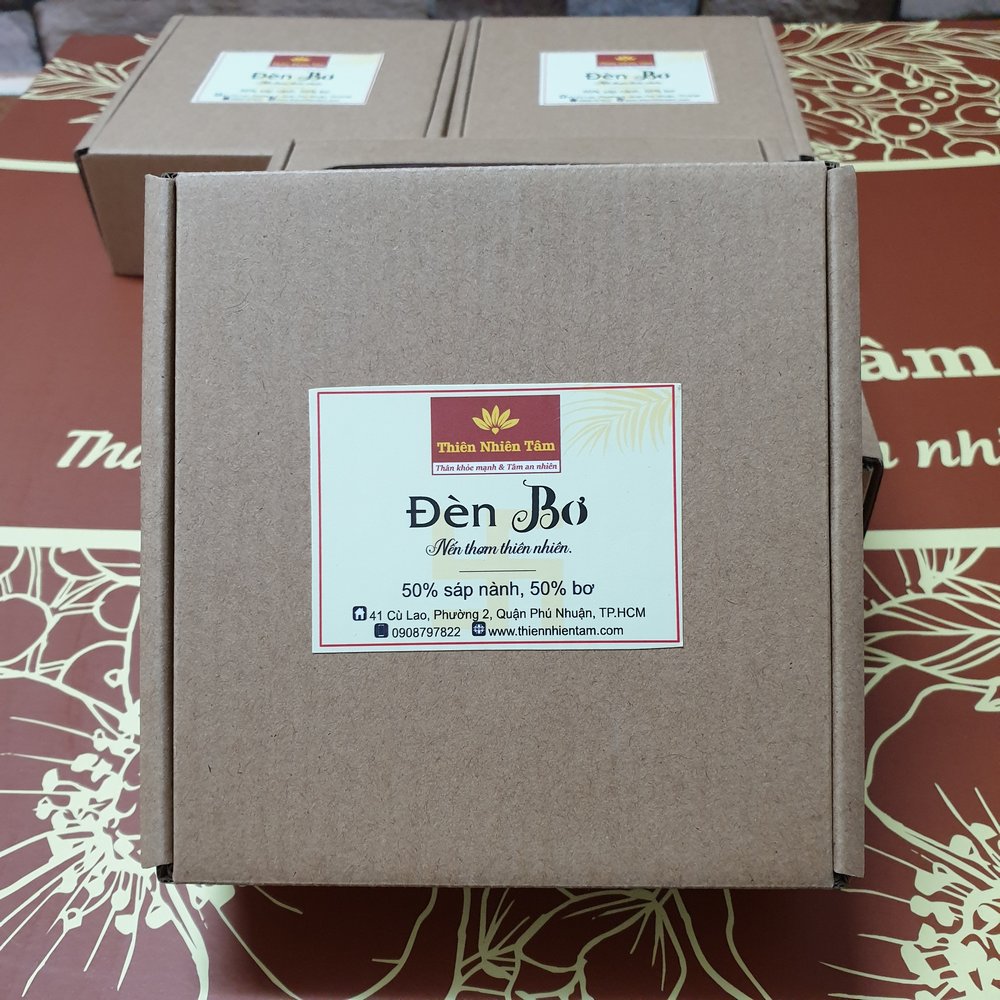 Đèn Bơ
Đèn Bơ
Thiên Nhiên Tâm
Thân khỏe mạnh & Tâm an nhiên
Đèn Bơ
Nến thơm thiên nhiên.
50% sáp nành, 50% bơ
41 Cù Lao, Phường 2, Quận Phú Nhuận, TP.HCM
0908797822 www.thiennhientam.com
âm